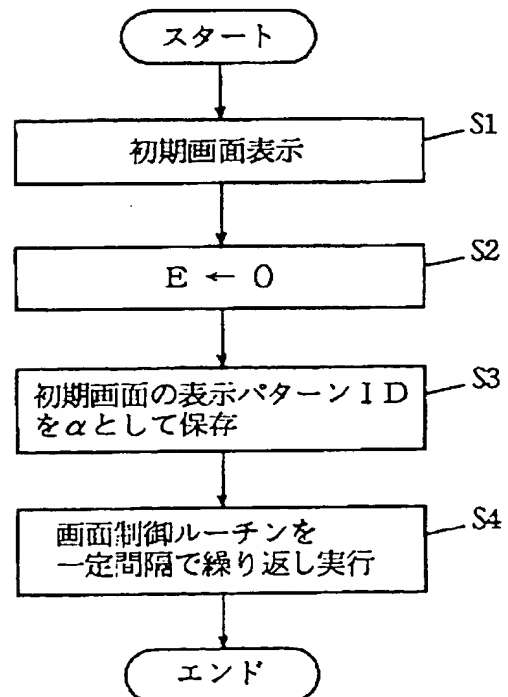 スタート
初期画面表示
S1
E ← 0
S2
初期画面の表示パターンID
をαとして保存
S3
画面制御ルーチンを
一定間隔で繰り返し実行
S4
エンド